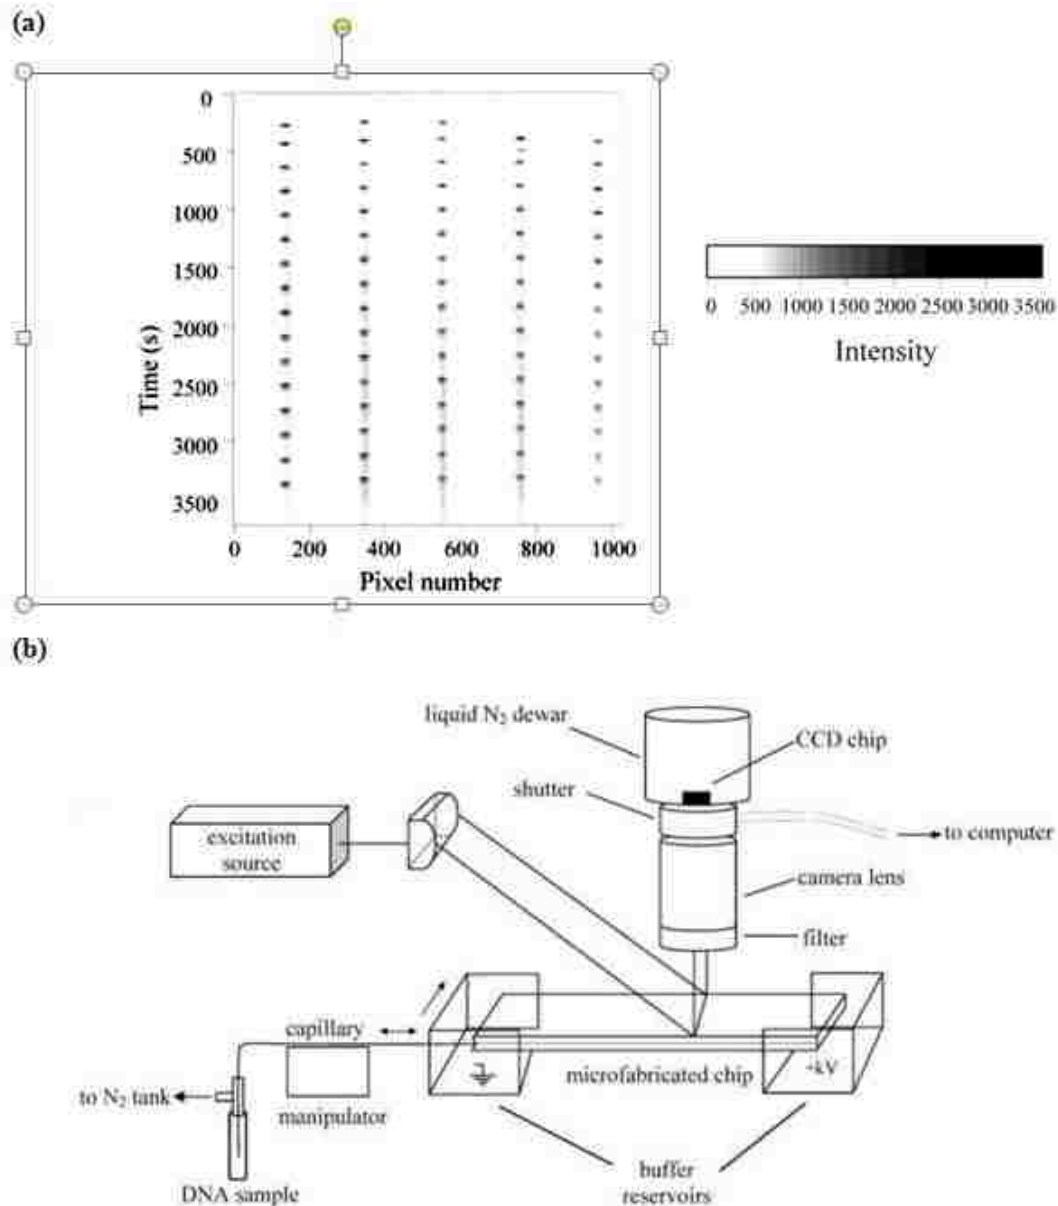 (a)
0
500
1000
1500
2000
2500
3000
3500
Time (s)
0 200 400 600 800 1000
Pixel number
0 500 1000 1500 2000 2500 3000 3500
Intensity
(b)
liquid N₂ dewar
CCD chip
shutter
excitation
source
to computer
camera lens
filter
capillary
microfabricated chip
+kV
to N₂ tank
manipulator
DNA sample
buffer
reservoirs